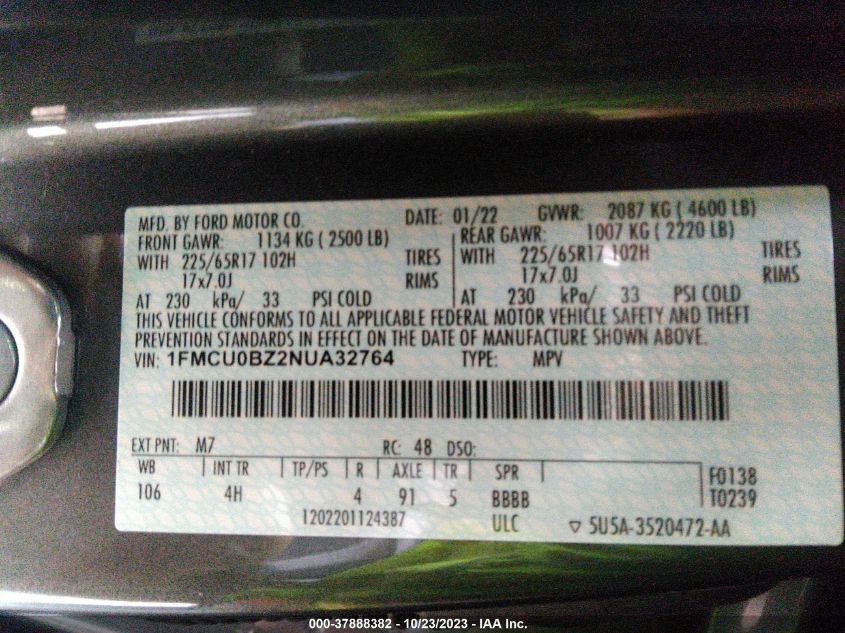 MFD. BY FORD MOTOR CO. DATE: 01/22 GVWR: 2087 KG ( 4600 LB)
FRONT GAWR: 1134 KG ( 2500 LB) REAR GAWR: 1007 KG ( 2220 LB)
WITH 225/65R17 102H TIRES WITH 225/65R17 102H TIRES
17x7.0J RIMS 17x7.0J RIMS
AT 230 kPa/ 33 PSI COLD AT 230 kPa/ 33 PSI COLD
THIS VEHICLE CONFORMS TO ALL APPLICABLE FEDERAL MOTOR VEHICLE SAFETY AND THEFT
PREVENTION STANDARDS IN EFFECT ON THE DATE OF MANUFACTURE SHOWN ABOVE.
VIN: 1FMCU0BZ2NUA32764 TYPE: MPV
EXT PNT: M7 RC: 48 DSO:
WB INT TR TP/PS R AXLE TR SPR F0138
106 4H 4 91 5 BBBB T0239
1202201124387 ULC ▽ 5U5A-3520472-AA
000-37888382 - 10/23/2023 - IAA Inc.